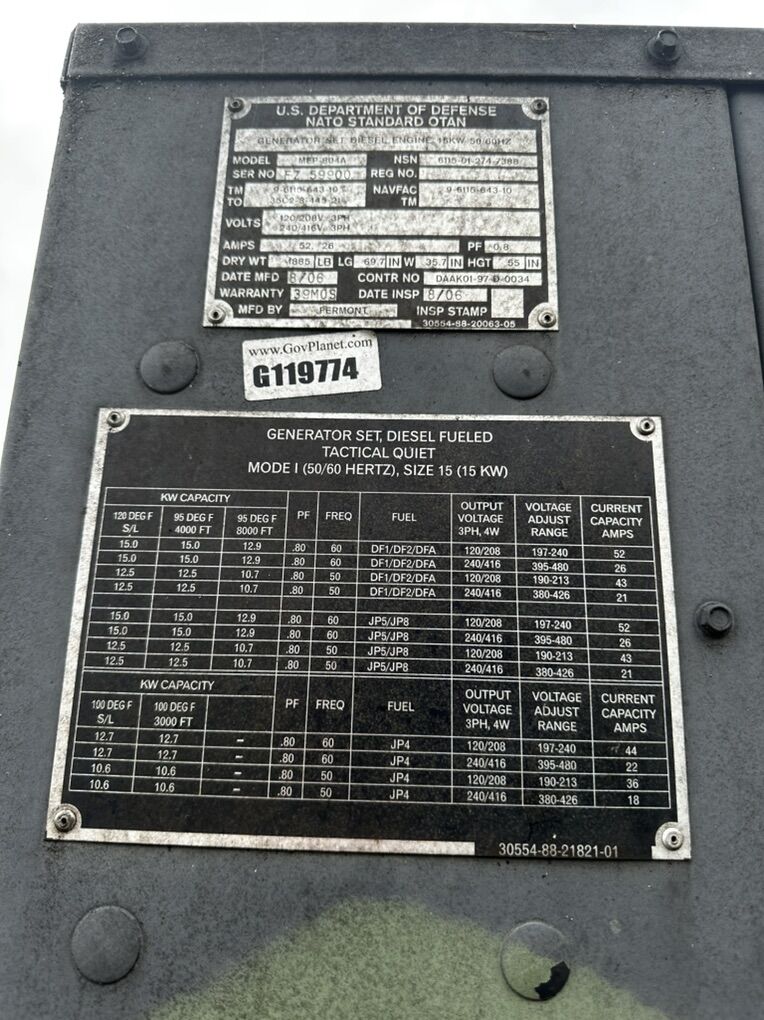 U.S. DEPARTMENT OF DEFENSE
NATO STANDARD OTAN
GENERATOR SET, DIESEL ENGINE, 15KW 50/60HZ
MODEL MEP-804A NSN 6115-01-274-7388
SER NO FZ 59900 REG NO.
TM 9-6115-643-10 NAVFAC 9-6115-643-10
TO TM
VOLTS 120/208V 3PH
240/416V 3PH
AMPS 52, 26 PF 0.8
DRY WT LB LG 69.7 IN W 35.7 IN HGT 55 IN
DATE MFD 8/06 CONTR NO DAAK01-97-D-0034
WARRANTY 39MOS DATE INSP 8/06
MFD BY FERMONT INSP STAMP
30554-88-20063-05
www.GovPlanet.com
G119774
GENERATOR SET, DIESEL FUELED
TACTICAL QUIET
MODE I (50/60 HERTZ), SIZE 15 (15 KW)
KW CAPACITY PF FREQ FUEL OUTPUT VOLTAGE 3PH, 4W VOLTAGE ADJUST RANGE CURRENT CAPACITY AMPS
120 DEG F S/L 95 DEG F 4000 FT 95 DEG F 8000 FT
15.0 15.0 12.9 .80 60 DF1/DF2/DFA 120/208 197-240 52
15.0 15.0 12.9 .80 60 DF1/DF2/DFA 240/416 395-480 26
12.5 12.5 10.7 .80 50 DF1/DF2/DFA 120/208 190-213 43
12.5 12.5 10.7 .80 50 DF1/DF2/DFA 240/416 380-426 21
15.0 15.0 12.9 .80 60 JP5/JP8 120/208 197-240 52
15.0 15.0 12.9 .80 60 JP5/JP8 240/416 395-480 26
12.5 12.5 10.7 .80 50 JP5/JP8 120/208 190-213 43
12.5 12.5 10.7 .80 50 JP5/JP8 240/416 380-426 21
KW CAPACITY PF FREQ FUEL OUTPUT VOLTAGE 3PH, 4W VOLTAGE ADJUST RANGE CURRENT CAPACITY AMPS
100 DEG F S/L 100 DEG F 3000 FT
12.7 12.7 - .80 60 JP4 120/208 197-240 44
12.7 12.7 - .80 60 JP4 240/416 395-480 22
10.6 10.6 - .80 50 JP4 120/208 190-213 36
10.6 10.6 - .80 50 JP4 240/416 380-426 18
30554-88-21821-01